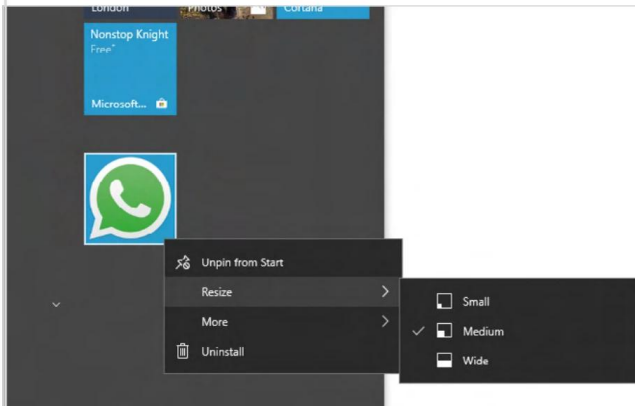 London
Photos
Cortana
Nonstop Knight
Free*
Microsoft...
Unpin from Start
Resize
More
Uninstall
Small
Medium
Wide